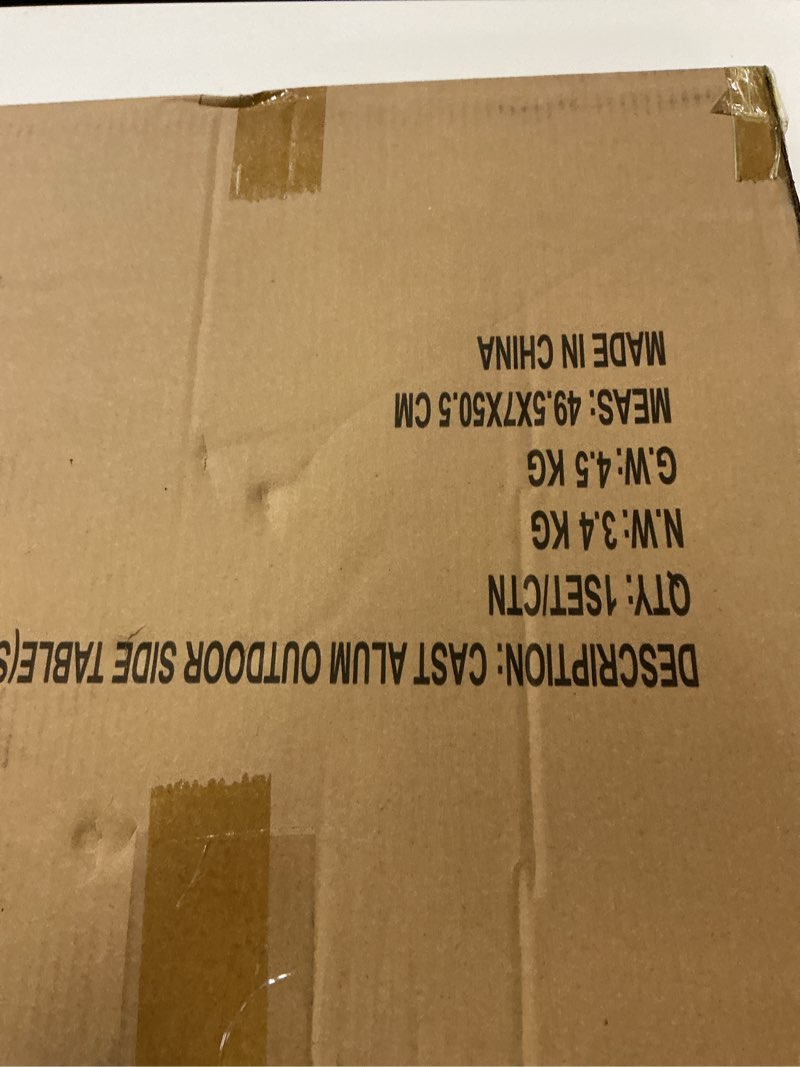 DESCRIPTION: CAST ALUM OUTDOOR SIDE TABLE(S
QTY: 1SET/CTN
N.W: 3.4 KG
G.W: 4.5 KG
MEAS: 49.5X7X50.5 CM
MADE IN CHINA